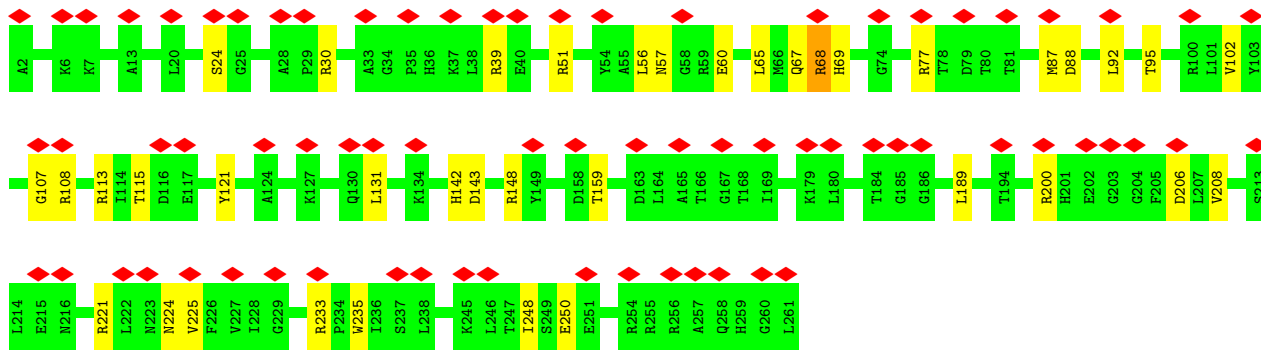 A2 K6 K7 A13 L20 S24 G25 A28 P29 R30 A33 G34 P35 H36 K37 L38 R39 E40 R51 Y54 A55 L56 N57 G58 R59 E60 L65 M66 Q67 R68 H69 G74 R77 T78 D79 T80 T81 M87 D88 L92 T95 R100 L101 V102 Y103
G107 R108 R113 I114 T115 D116 E117 Y121 A124 K127 Q130 L131 K134 H142 D143 R148 Y149 D158 T159 D163 L164 A165 T166 G167 T168 I169 K179 L180 T184 G185 G186 L189 T194 R200 H201 E202 G203 G204 F205 D206 L207 V208 S213
L214 E215 N216 R221 L222 N223 N224 V225 F226 V227 I228 G229 R233 P234 W235 I236 S237 L238 K245 L246 T247 I248 S249 E250 E251 R254 R255 R256 A257 Q258 H259 G260 L261